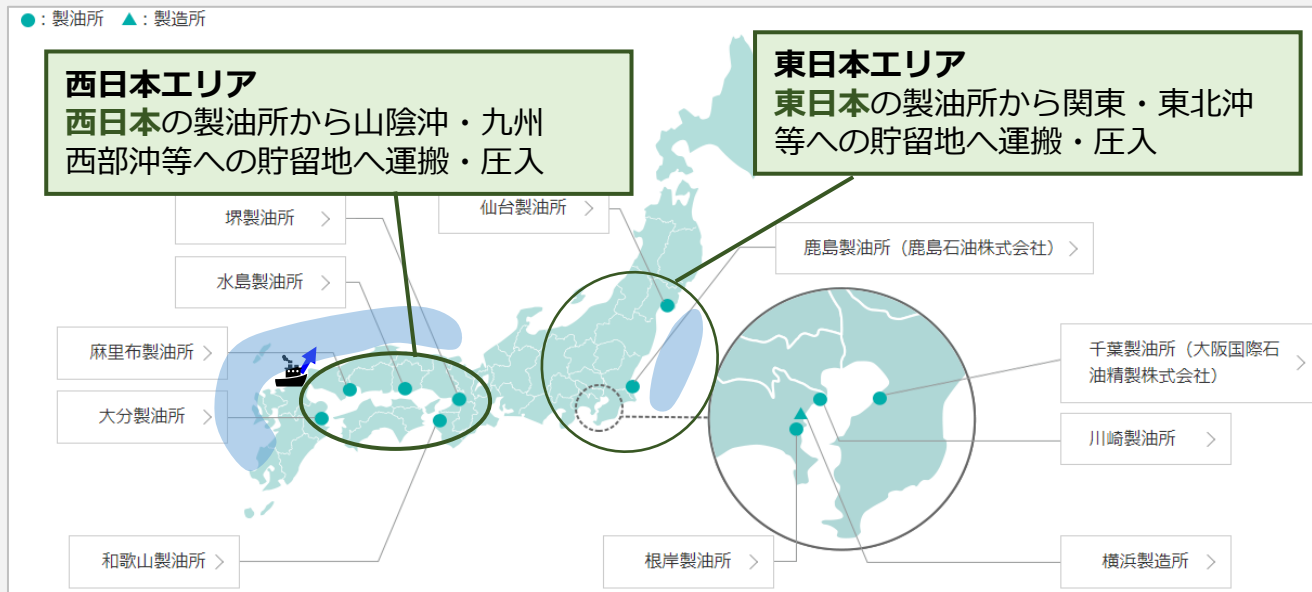 ●：製油所 ▲：製造所
西日本エリア
西日本の製油所から山陰沖・九州
西部沖等への貯留地へ運搬・圧入
東日本エリア
東日本の製油所から関東・東北沖
等への貯留地へ運搬・圧入
堺製油所
仙台製油所
鹿島製油所（鹿島石油株式会社）
水島製油所
麻里布製油所
千葉製油所（大阪国際石
油精製株式会社）
大分製油所
川崎製油所
和歌山製油所
根岸製油所
横浜製造所